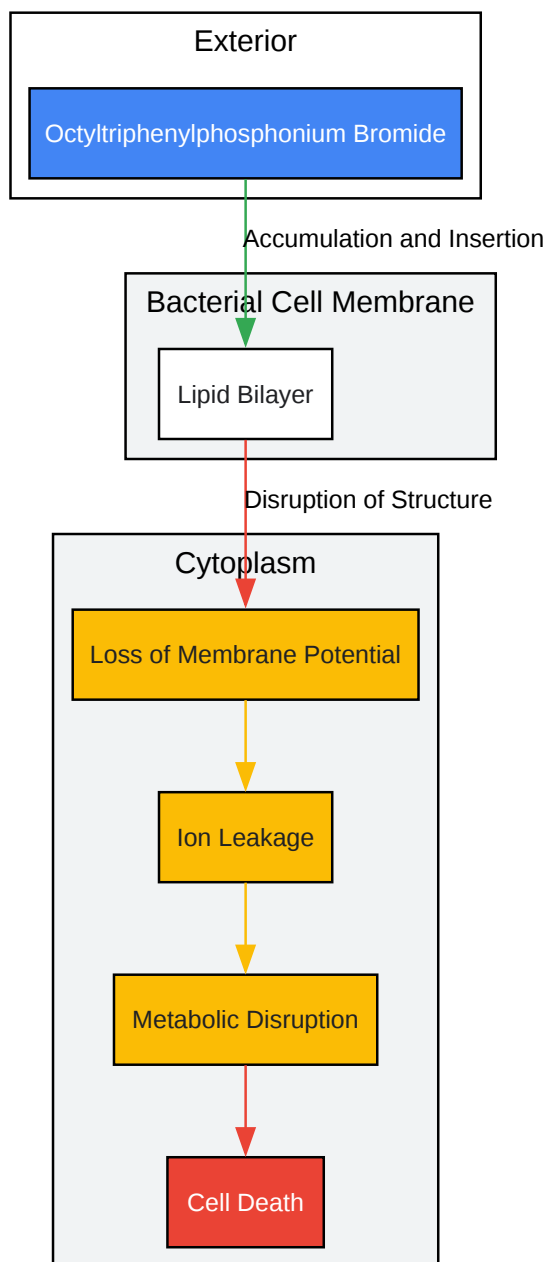 Exterior
Octyltriphenylphosphonium Bromide
Accumulation and Insertion
Bacterial Cell Membrane
Lipid Bilayer
Disruption of Structure
Cytoplasm
Loss of Membrane Potential
Ion Leakage
Metabolic Disruption
Cell Death